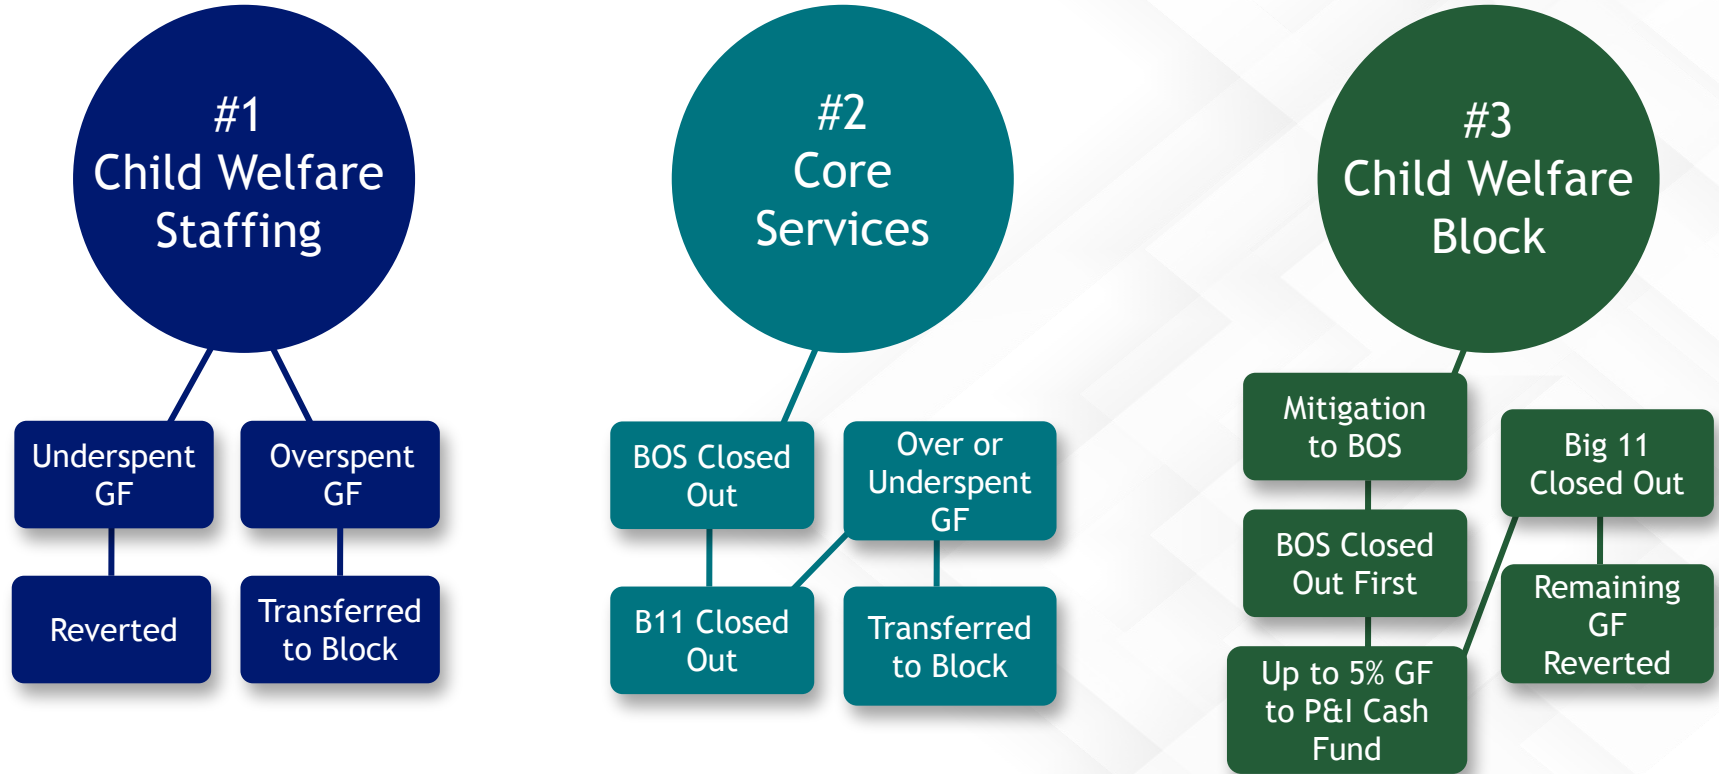 #1
Child Welfare
Staffing
Underspent
GF
Overspent
GF
Reverted
Transferred
to Block
#2
Core
Services
BOS Closed
Out
B11 Closed
Out
Over or
Underspent
GF
Transferred
to Block
#3
Child Welfare
Block
Mitigation
to BOS
BOS Closed
Out First
Up to 5% GF
to P&I Cash
Fund
Big 11
Closed Out
Remaining
GF
Reverted